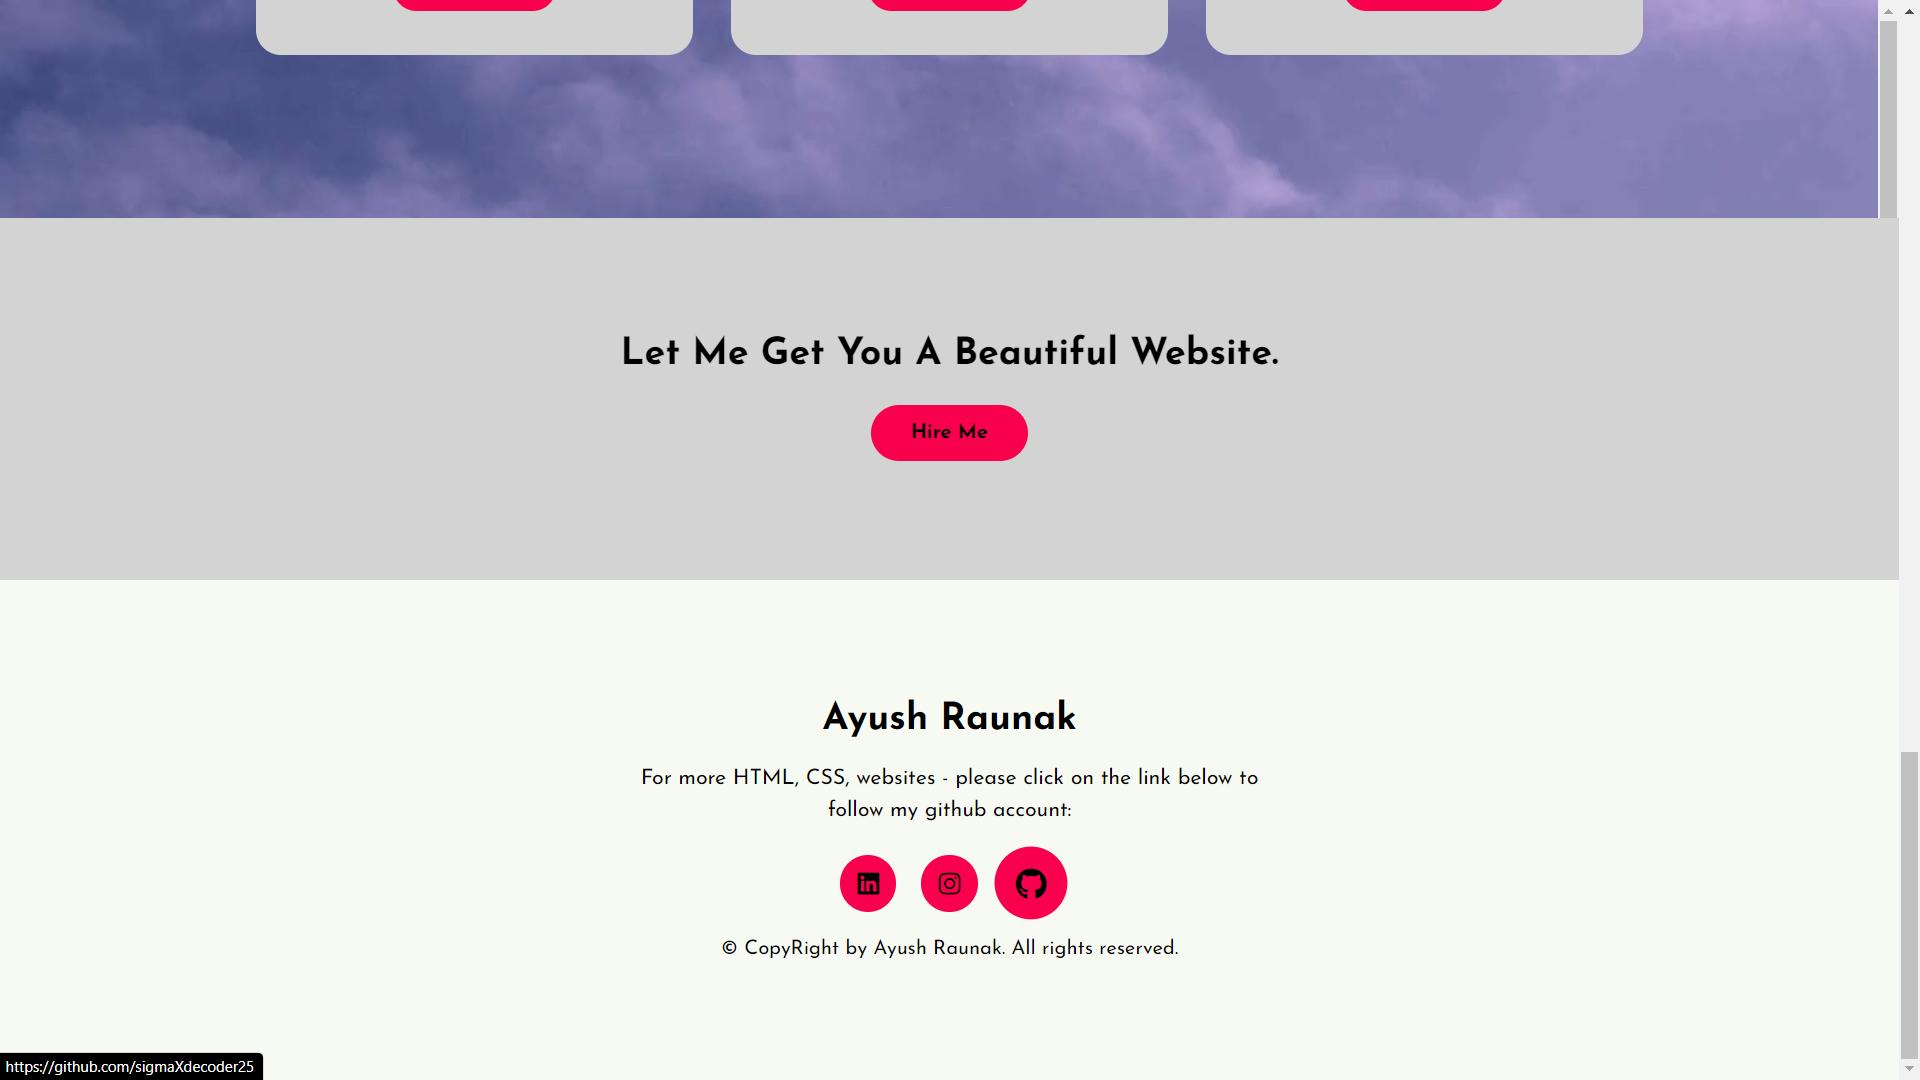 Let Me Get You A Beautiful Website.
Hire Me
Ayush Raunak
For more HTML, CSS, websites - please click on the link below to
follow my github account:
© CopyRight by Ayush Raunak. All rights reserved.
https://github.com/sigmaXdecoder25